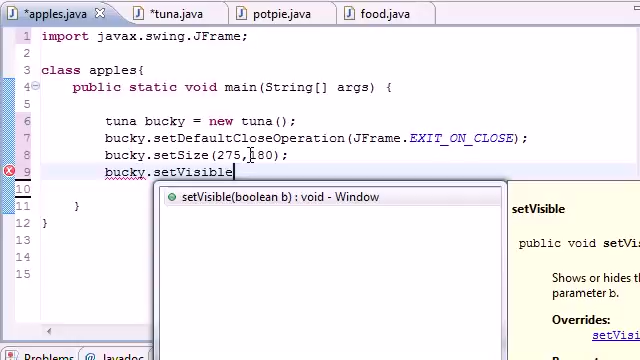 *apples.java *tuna.java potpie.java food.java
1 import javax.swing.JFrame;
2
3 class apples{
4 public static void main(String[] args) {
5
6 tuna bucky = new tuna();
7 bucky.setDefaultCloseOperation(JFrame.EXIT_ON_CLOSE);
8 bucky.setSize(275,180);
9 bucky.setVisible
10
11 }
12 }
13
14
15
setVisible(boolean b) : void - Window
setVisible
public void setVi
Shows or hides th
parameter b.
Overrides:
setVisible
Problems @ Javadoc